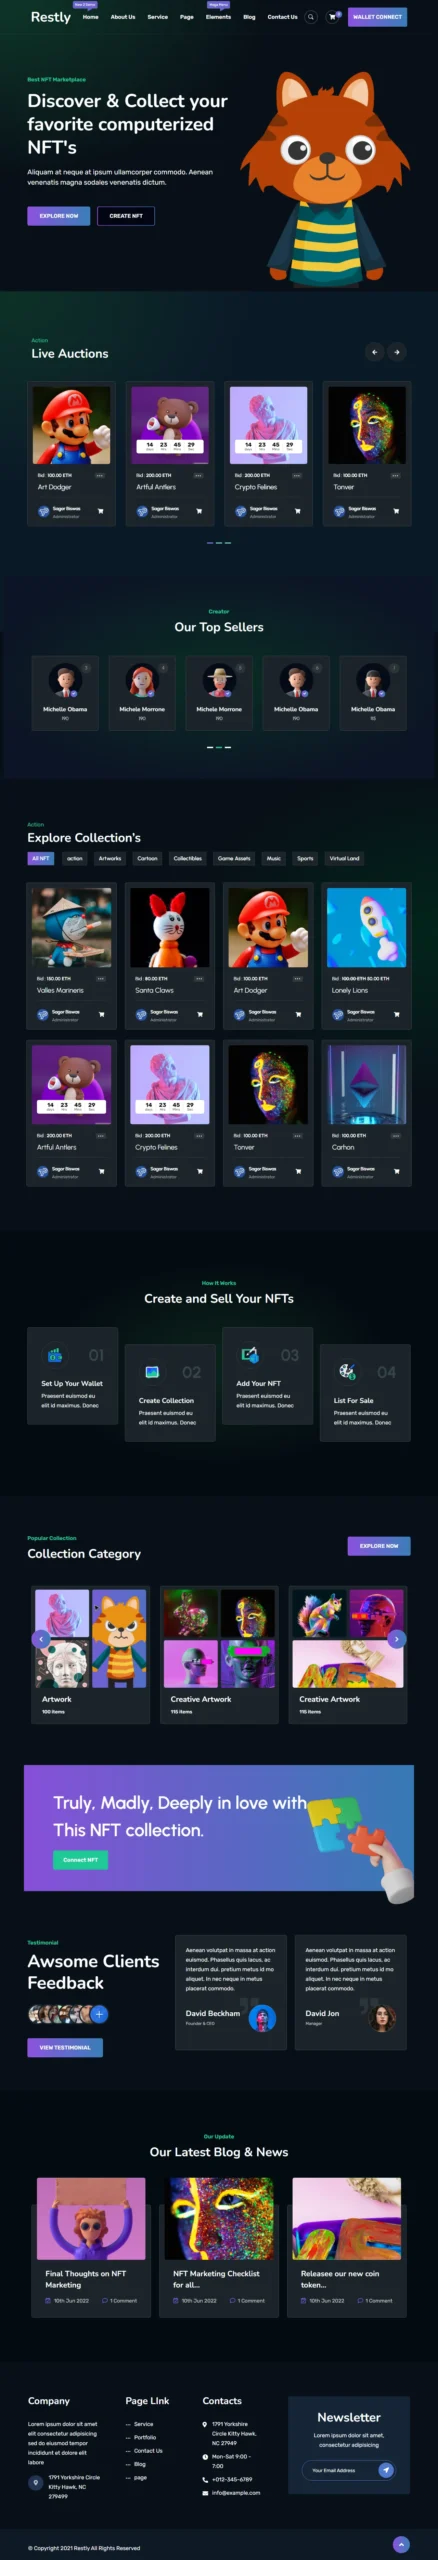 Restly
New 3 Demo
Mega Menu
Home
About Us
Service
Page
Elements
Blog
Contact Us
WALLET CONNECT
Best NFT Marketplace
Discover & Collect your
favorite computerized
NFT's
Aliquam at neque at ipsum ullamcorper commodo. Aenean
venenatis magna sodales venenatis dictum.
EXPLORE NOW
CREATE NFT
Action
Live Auctions
14 23 45 29
14 23 45 29
Bid : 100.00 ETH
Art Dodger
Sagor Biswas
Administrator
Bid : 200.00 ETH
Artful Antlers
Sagor Biswas
Administrator
Bid : 200.00 ETH
Crypto Felines
Sagor Biswas
Administrator
Bid : 100.00 ETH
Tanver
Sagor Biswas
Administrator
Creator
Our Top Sellers
Michelle Obama
Michele Morrone
Michele Morrone
Michelle Obama
Michelle Obama
Action
Explore Collection's
All NFT
action
Artworks
Cartoon
Collectibles
Game Assets
Music
Sports
Virtual Land
Bid : 150.00 ETH
Valles Marineris
Sagor Biswas
Administrator
Bid : 80.00 ETH
Santa Claws
Sagor Biswas
Administrator
Bid : 100.00 ETH
Art Dodger
Sagor Biswas
Administrator
Bid : 100.00 ETH 80.00 ETH
Lonely Lions
Sagor Biswas
Administrator
14 23 45 29
14 23 45 29
Bid : 200.00 ETH
Artful Antlers
Sagor Biswas
Administrator
Bid : 200.00 ETH
Crypto Felines
Sagor Biswas
Administrator
Bid : 100.00 ETH
Tanver
Sagor Biswas
Administrator
Bid : 100.00 ETH
Carhon
Sagor Biswas
Administrator
How It Works
Create and Sell Your NFTs
01
Set Up Your Wallet
Praesent euismod eu
elit id maximus. Donec
02
Create Collection
Praesent euismod eu
elit id maximus. Donec
03
Add Your NFT
Praesent euismod eu
elit id maximus. Donec
04
List For Sale
Praesent euismod eu
elit id maximus. Donec
Popular Collection
Collection Category
EXPLORE NOW
Artwork
100 Items
Creative Artwork
115 Items
Creative Artwork
115 Items
Truly, Madly, Deeply in love with
This NFT collection.
Connect NFT
Testimonial
Awsome Clients
Feedback
VIEW TESTIMONIAL
Aenean volutpat in massa at action
euismod. Phasellus quis lacus, ac
interdum dui. pretium metus id mo
aliquet. In nec neque in metus
placerat commodo.
David Beckham
Founder & CEO
Aenean volutpat in massa at action
euismod. Phasellus quis lacus, ac
interdum dui. pretium metus id mo
aliquet. In nec neque in metus
placerat commodo.
David Jon
Manager
Our Update
Our Latest Blog & News
Final Thoughts on NFT
Marketing
10th Jun 2022
1 Comment
NFT Marketing Checklist
for all...
10th Jun 2022
1 Comment
Releasee our new coin
token...
10th Jun 2022
1 Comment
Company
Lorem ipsum dolor sit amet
elit consectetur adipisicing
sed do eiusmod tempor
incididunt et dolore elit
labore
1791 Yorkshire Circle
Kitty Hawk, NC
279499
Page LInk
Service
Portfolio
Contact Us
Blog
page
Contacts
1791 Yorkshire
Circle Kitty Hawk,
NC 27949
Mon-Sat 9:00 -
7:00
+012-345-6789
info@example.com
Newsletter
Lorem ipsum dolor sit amet,
consectetur adipisicing
Your Email Address
© Copyright 2021 Restly All Rights Reserved